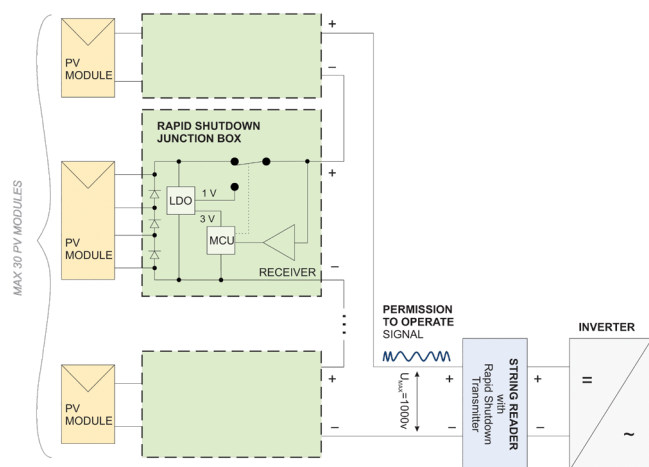 MAX 30 PV MODULES
PV
MODULE
+
−
RAPID SHUTDOWN
JUNCTION BOX
PV
MODULE
LDO
1 V
3 V
MCU
RECEIVER
+
−
PV
MODULE
+
−
PERMISSION
TO OPERATE
SIGNAL
UMAX=1000v
+
−
STRING READER
with
Rapid Shutdown
Transmitter
+
−
INVERTER
=
~